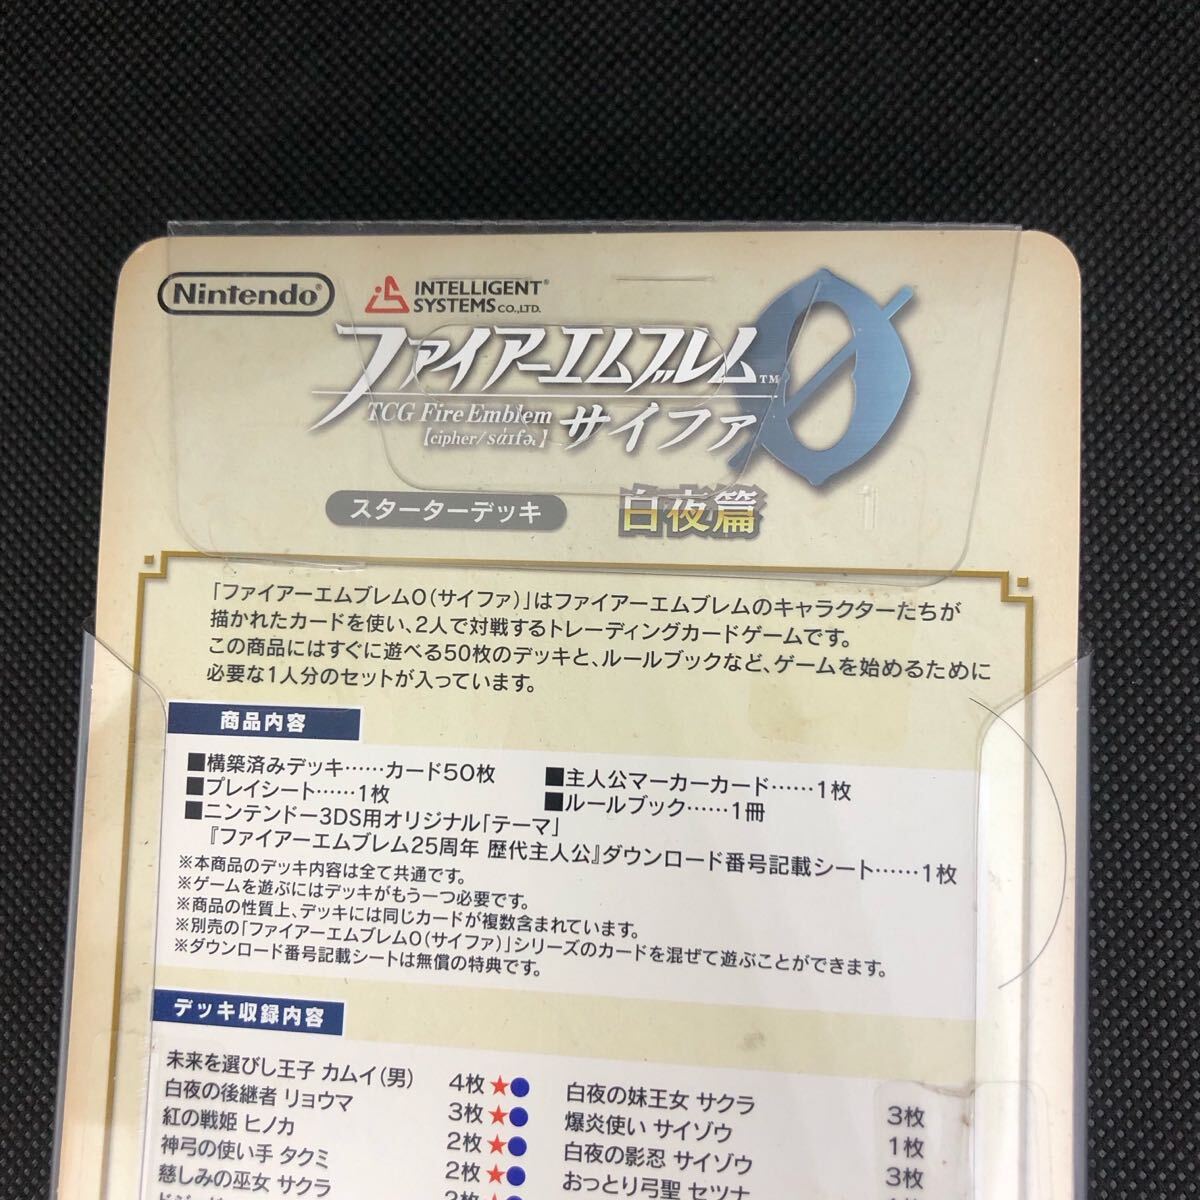 Nintendo
INTELLIGENT SYSTEMS CO.,LTD.
ファイアーエムブレム™ 0
TCG Fire Emblem
【cipher/sáɪfə】
サイファ
スターターデッキ
白夜篇
「ファイアーエムブレム0(サイファ)」はファイアーエムブレムのキャラクターたちが
描かれたカードを使い、2人で対戦するトレーディングカードゲームです。
この商品にはすぐに遊べる50枚のデッキと、ルールブックなど、ゲームを始めるために
必要な1人分のセットが入っています。
商品内容
■構築済みデッキ……カード50枚
■主人公マーカーカード……1枚
■プレイシート……1枚
■ルールブック……1冊
■ニンテンドー3DS用オリジナル「テーマ」
『ファイアーエムブレム25周年 歴代主人公』ダウンロード番号記載シート……1枚
※本商品のデッキ内容は全て共通です。
※ゲームを遊ぶにはデッキがもう一つ必要です。
※商品の性質上、デッキには同じカードが複数含まれています。
※別売の「ファイアーエムブレム0(サイファ)」シリーズのカードを混ぜて遊ぶことができます。
※ダウンロード番号記載シートは無償の特典です。
デッキ収録内容
未来を選びし王子 カムイ(男) 4枚★●
白夜の後継者 リョウマ 3枚★●
紅の戦姫 ヒノカ 2枚★●
神弓の使い手 タクミ 2枚★●
慈しみの巫女 サクラ
白夜の妹王女 サクラ 3枚
爆炎使い サイゾウ 1枚
白夜の影忍 サイゾウ 3枚
おっとり弓聖 セツナ